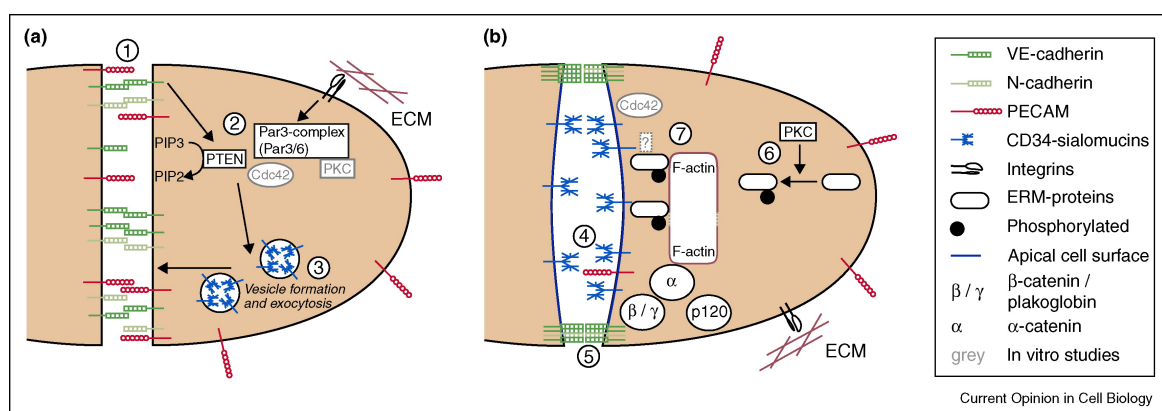 (a)
1
2
Par3-complex
(Par3/6)
ECM
PIP3
PTEN
PIP2
Cdc42
PKC
3
Vesicle formation
and exocytosis
(b)
Cdc42
7
?
F-actin
PKC
6
4
F-actin
α
β / γ
p120
5
ECM
VE-cadherin
N-cadherin
PECAM
CD34-sialomucins
Integrins
ERM-proteins
Phosphorylated
Apical cell surface
β / γ
β-catenin /
plakoglobin
α
α-catenin
grey
In vitro studies
Current Opinion in Cell Biology